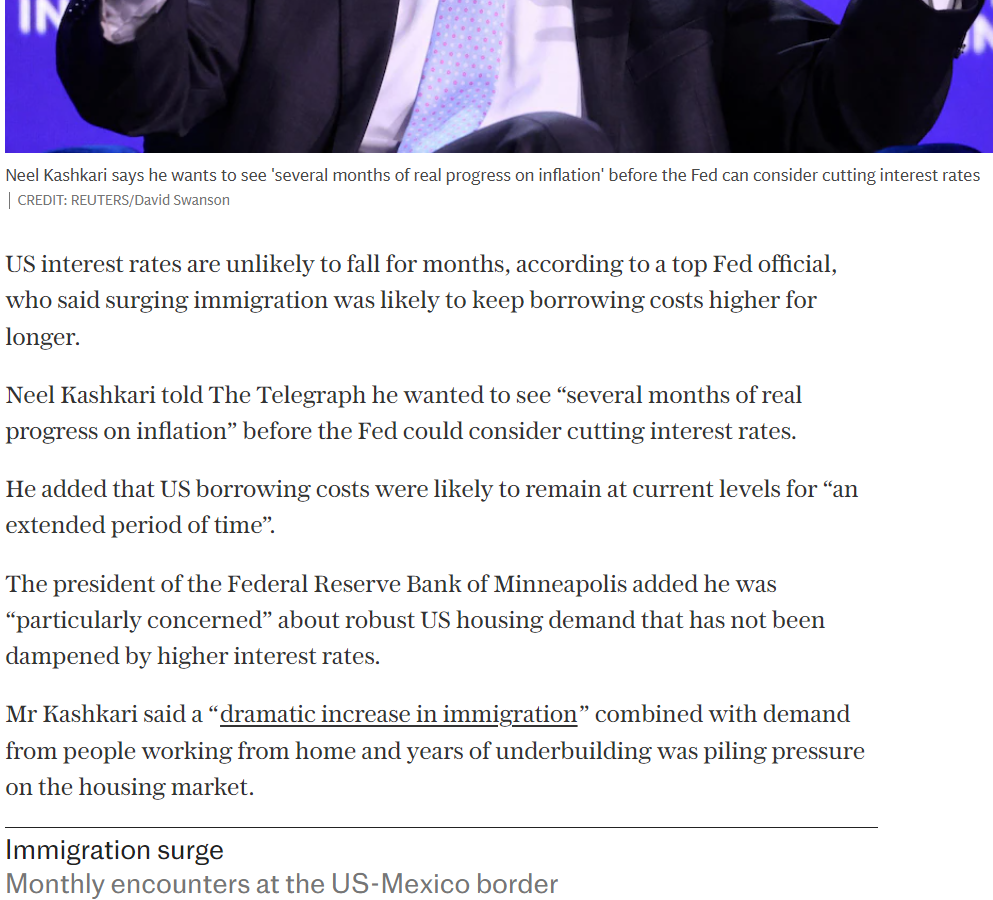 IN
IN
Neel Kashkari says he wants to see 'several months of real progress on inflation' before the Fed can consider cutting interest rates
| CREDIT: REUTERS/David Swanson
US interest rates are unlikely to fall for months, according to a top Fed official,
who said surging immigration was likely to keep borrowing costs higher for
longer.
Neel Kashkari told The Telegraph he wanted to see “several months of real
progress on inflation” before the Fed could consider cutting interest rates.
He added that US borrowing costs were likely to remain at current levels for “an
extended period of time”.
The president of the Federal Reserve Bank of Minneapolis added he was
“particularly concerned” about robust US housing demand that has not been
dampened by higher interest rates.
Mr Kashkari said a “dramatic increase in immigration” combined with demand
from people working from home and years of underbuilding was piling pressure
on the housing market.
Immigration surge
Monthly encounters at the US-Mexico border